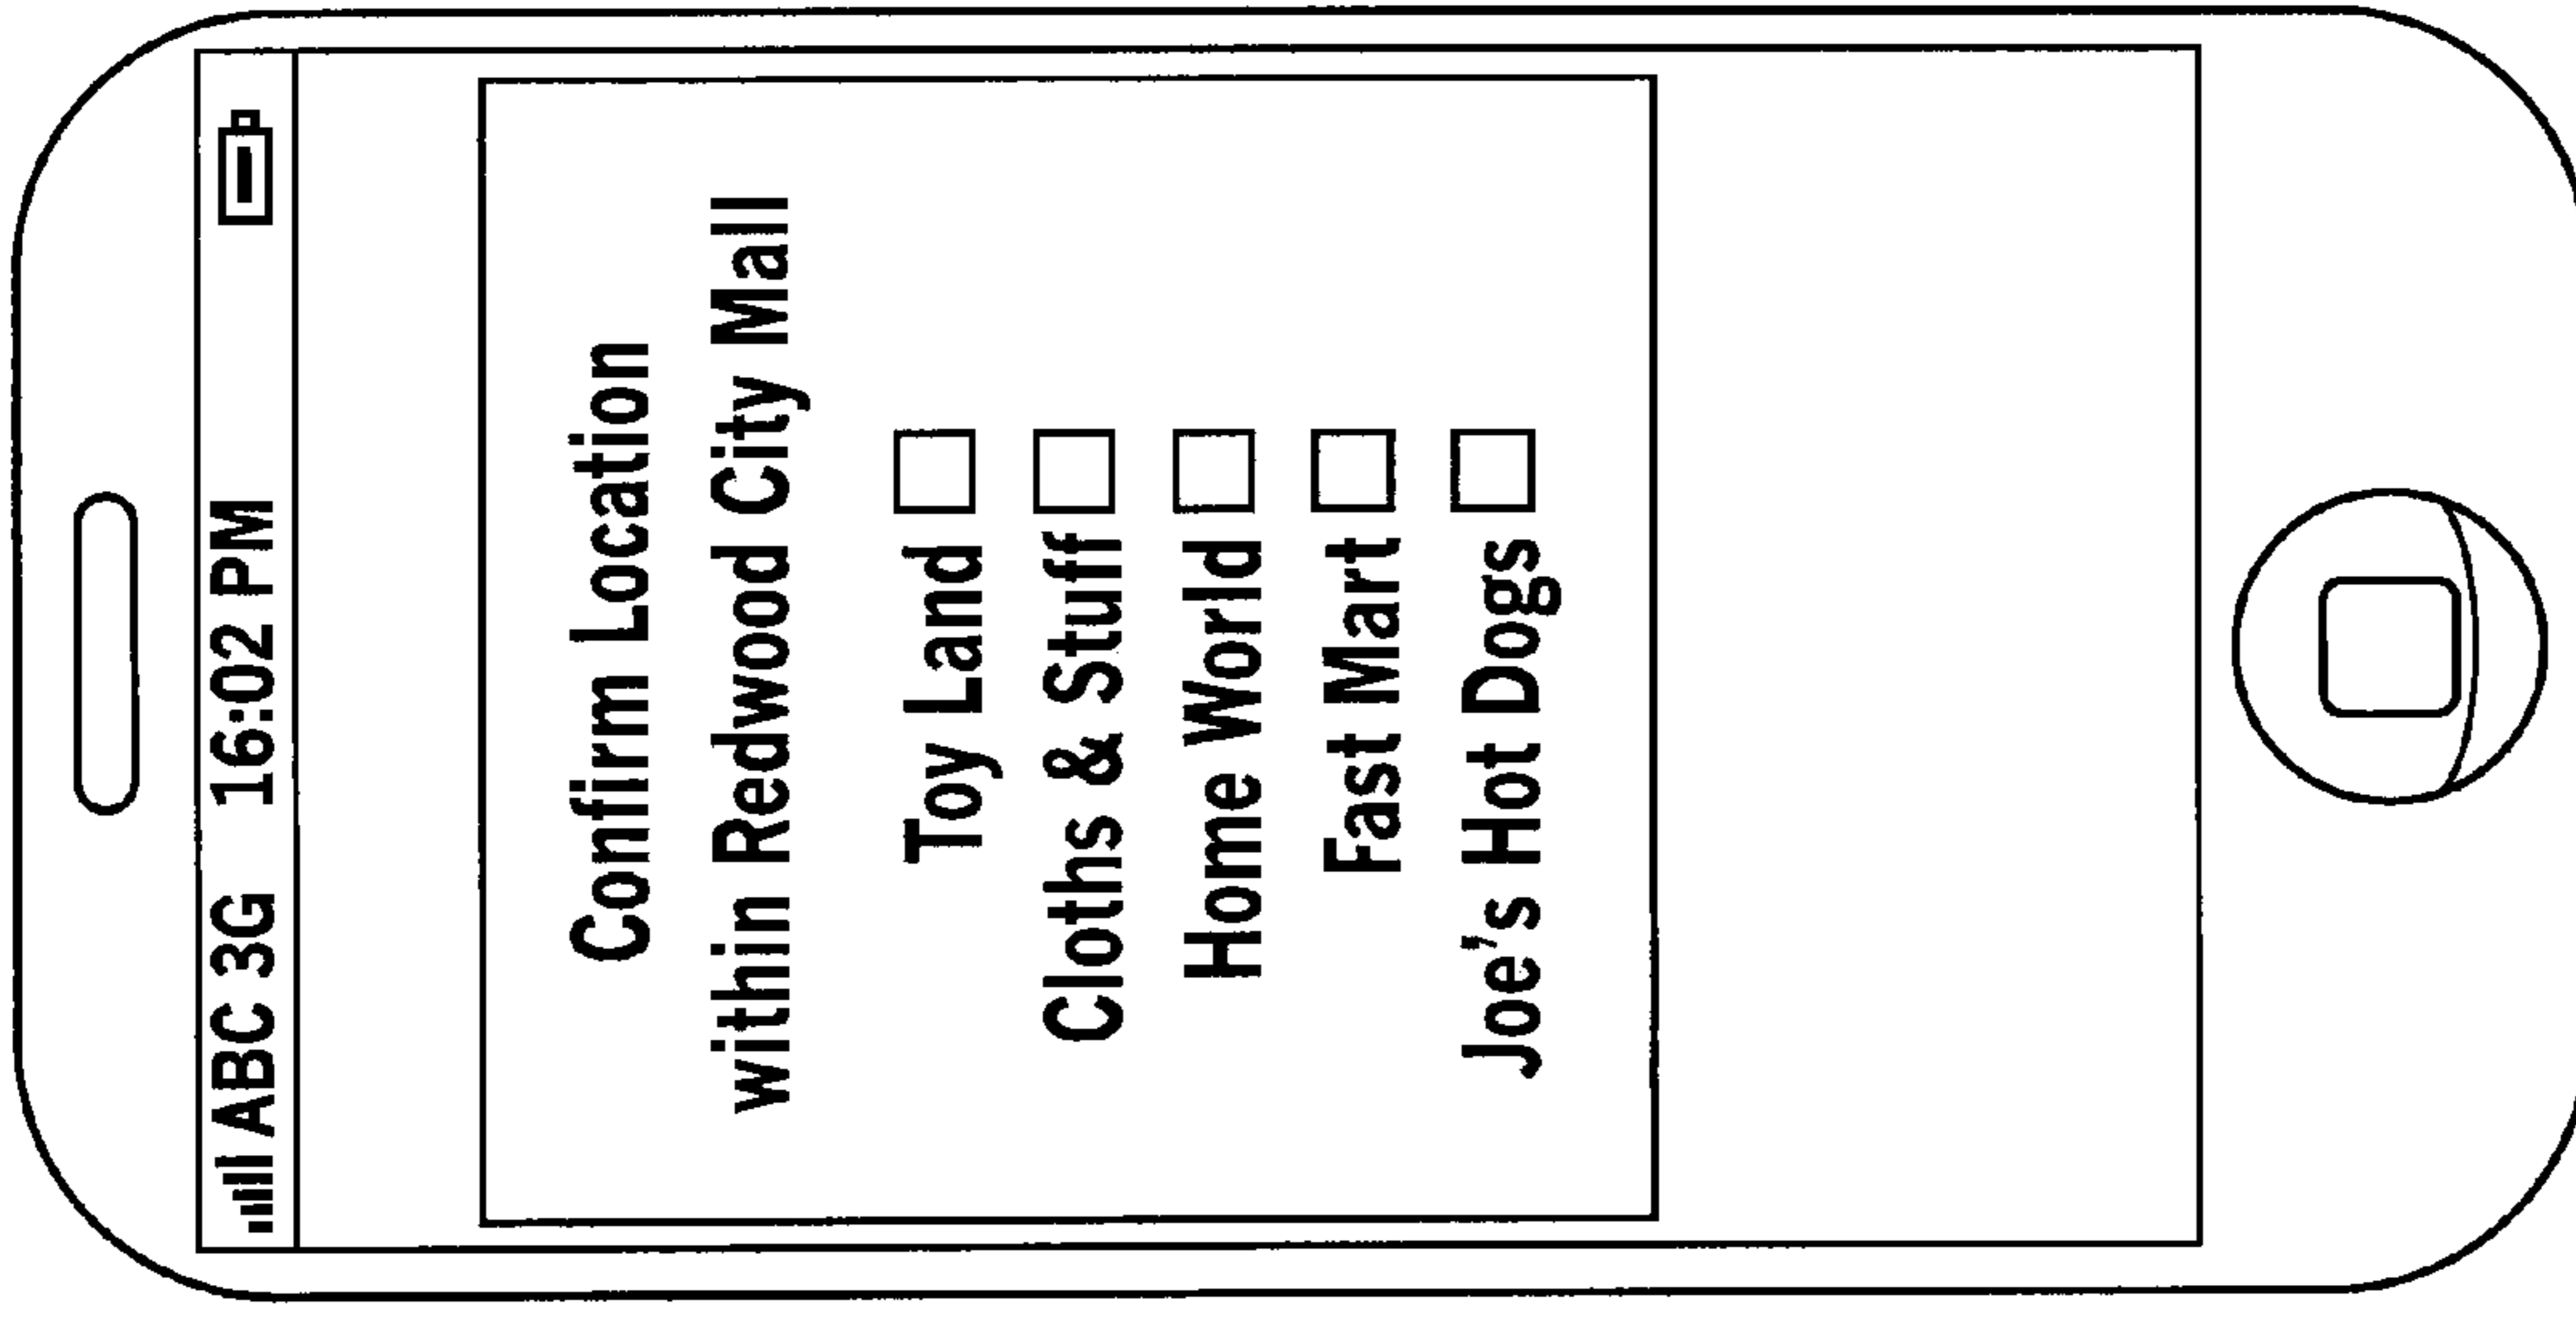 ABC 3G 16:02 PM
Confirm Location
within Redwood City Mall
Toy Land
Cloths & Stuff
Home World
Fast Mart
Joe's Hot Dogs